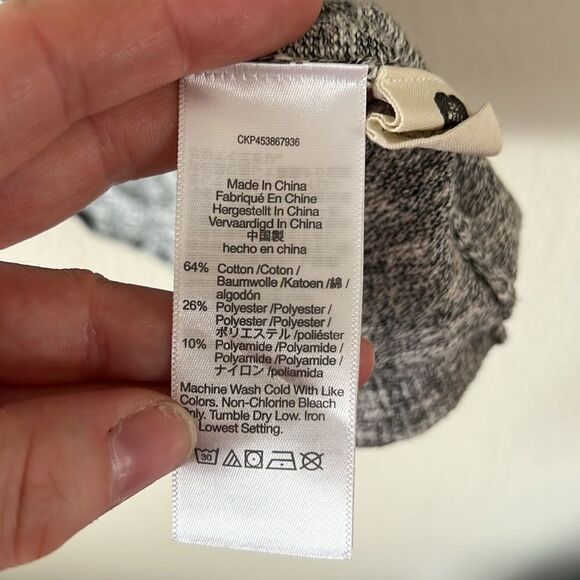 CKP453867936
Made In China
Fabriqué En Chine
Hergestellt In China
Vervaardigd In China
中国製
hecho en china
64% Cotton /Coton /
Baumwolle /Katoen /綿 /
algodón
26% Polyester /Polyester /
Polyester /Polyester /
ポリエステル /poliéster
10% Polyamide /Polyamide /
Polyamide /Polyamide /
ナイロン /poliamida
Machine Wash Cold With Like
Colors. Non-Chlorine Bleach
Only. Tumble Dry Low. Iron
Lowest Setting.
30